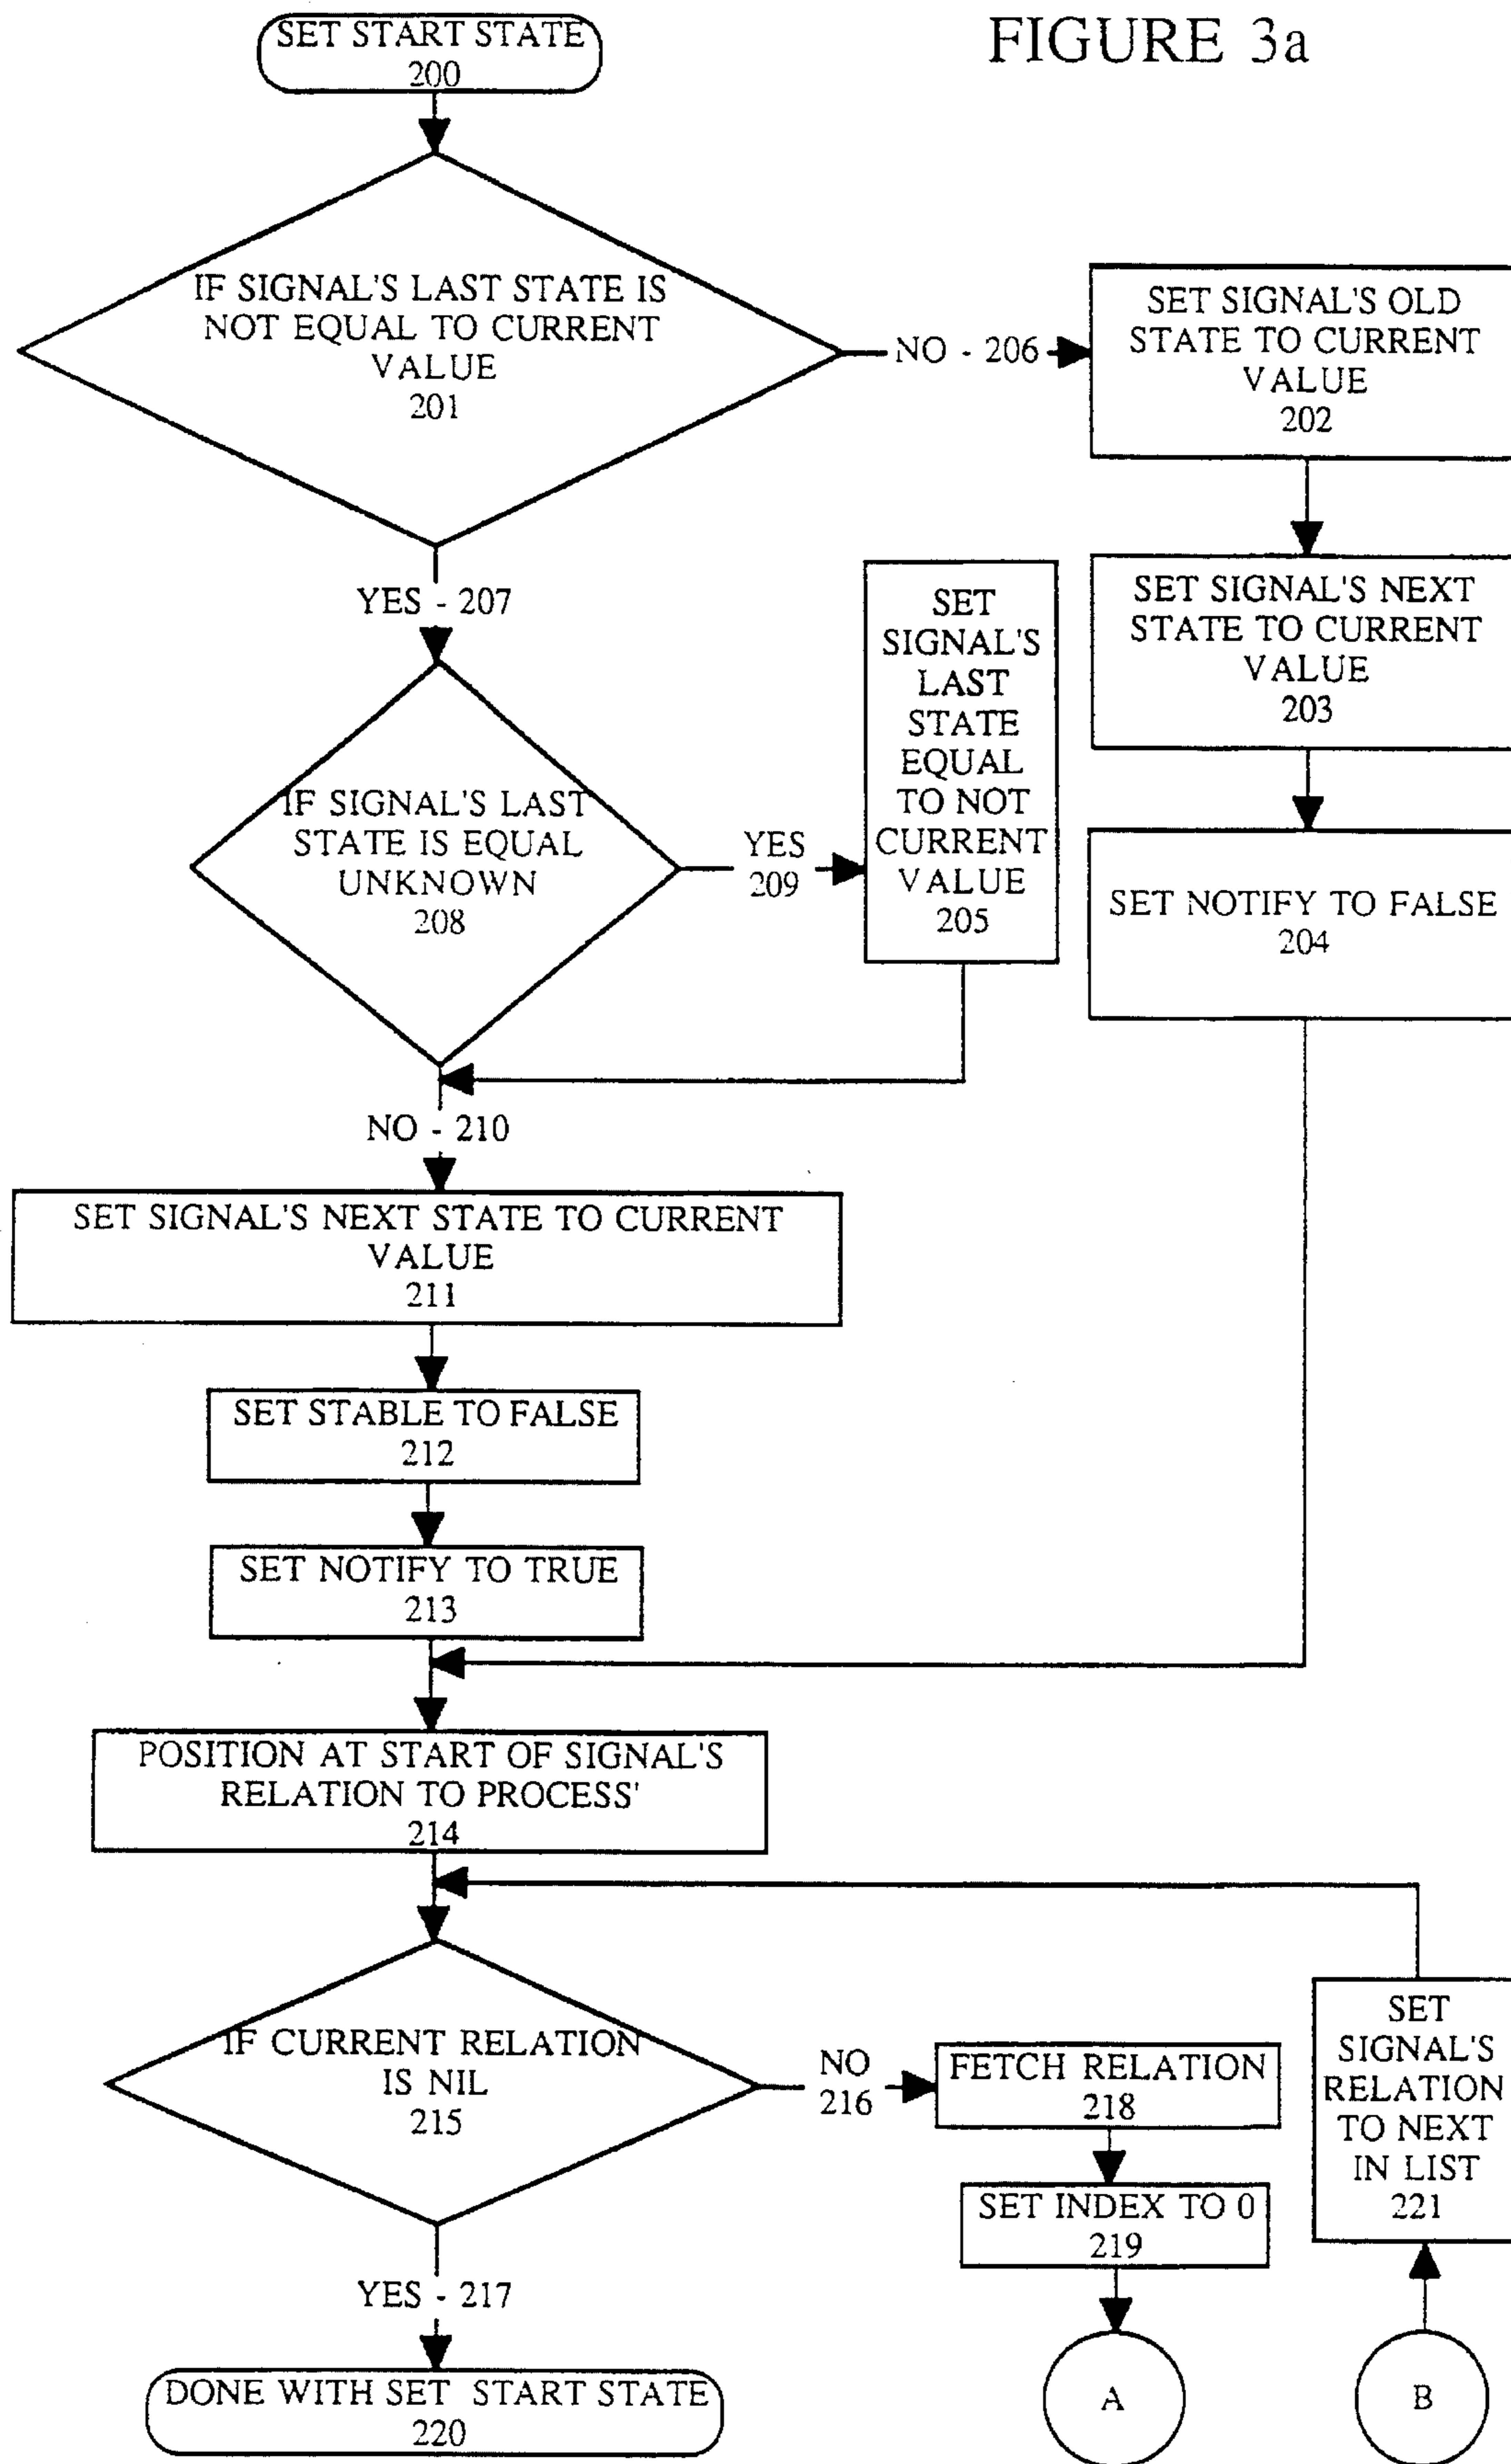 FIGURE 3a
SET START STATE
200
IF SIGNAL'S LAST STATE IS
NOT EQUAL TO CURRENT
VALUE
201
NO - 206
SET SIGNAL'S OLD
STATE TO CURRENT
VALUE
202
YES - 207
SET SIGNAL'S NEXT
STATE TO CURRENT
VALUE
203
IF SIGNAL'S LAST
STATE IS EQUAL
UNKNOWN
208
YES
209
SET
SIGNAL'S
LAST
STATE
EQUAL
TO NOT
CURRENT
VALUE
205
SET NOTIFY TO FALSE
204
NO - 210
SET SIGNAL'S NEXT STATE TO CURRENT
VALUE
211
SET STABLE TO FALSE
212
SET NOTIFY TO TRUE
213
POSITION AT START OF SIGNAL'S
RELATION TO PROCESS'
214
IF CURRENT RELATION
IS NIL
215
NO
216
FETCH RELATION
218
SET INDEX TO 0
219
SET
SIGNAL'S
RELATION
TO NEXT
IN LIST
221
YES - 217
DONE WITH SET START STATE
220
A
B